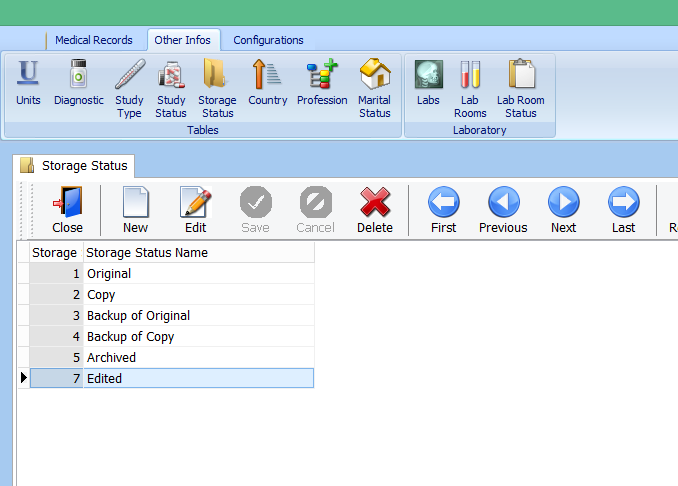 Medical Records Other Infos Configurations
Units Diagnostic Study Type Study Status Storage Status Country Profession Marital Status Labs Lab Rooms Lab Room Status
Tables Laboratory
Storage Status
Close New Edit Save Cancel Delete First Previous Next Last
Storage Storage Status Name
1 Original
2 Copy
3 Backup of Original
4 Backup of Copy
5 Archived
7 Edited